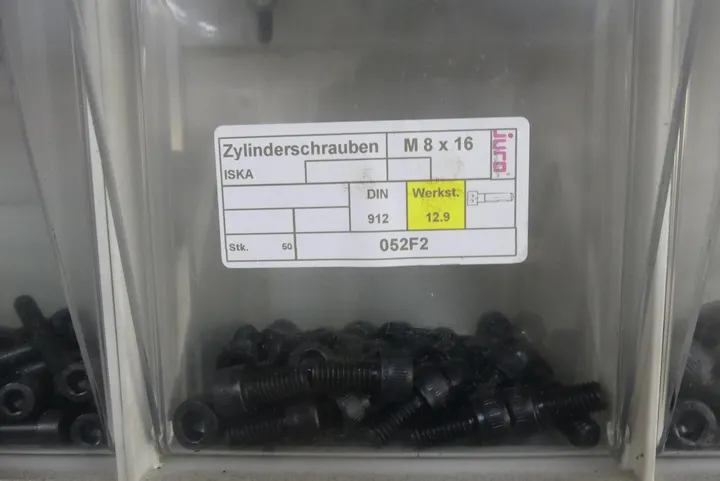 Zylinderschrauben M 8 x 16
juro
ISKA
DIN Werkst.
912 12.9
Stk. 50 052F2